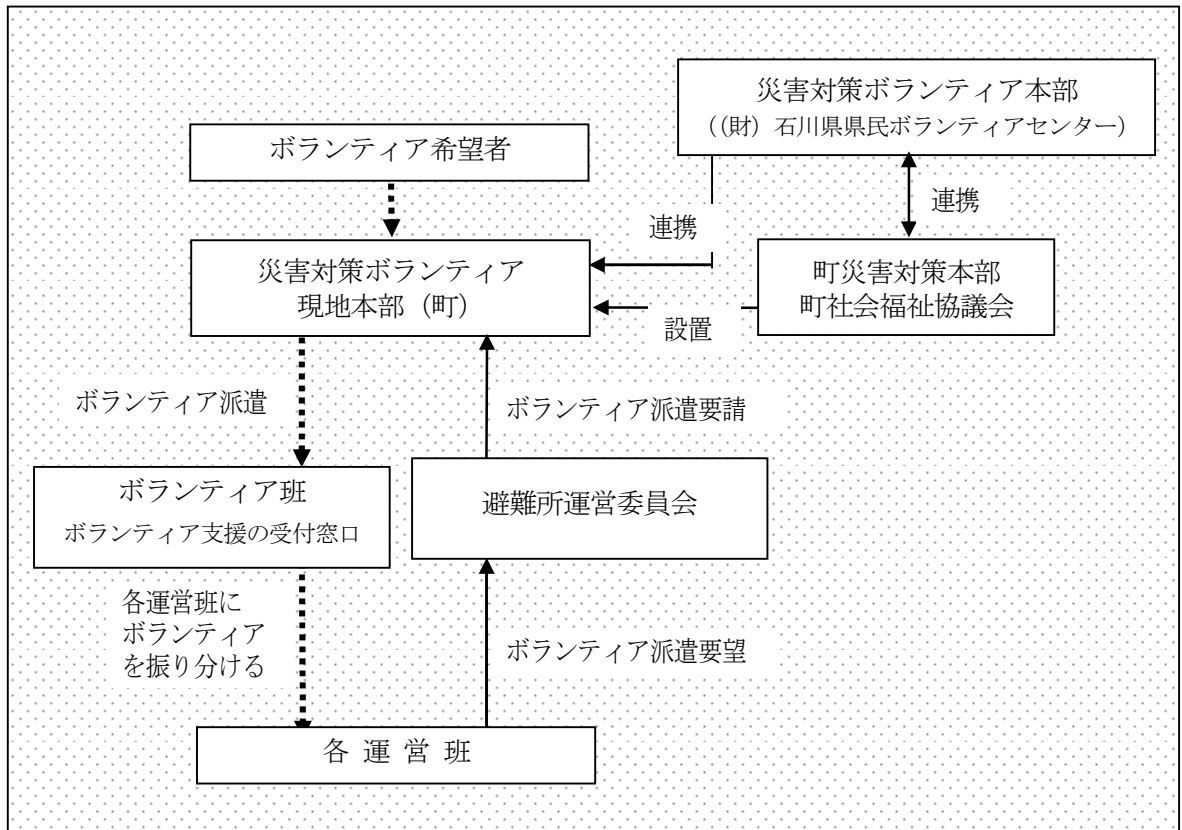 災害対策ボランティア本部
((財)石川県県民ボランティアセンター)
ボランティア希望者
連携
連携
災害対策ボランティア
現地本部(町)
町災害対策本部
町社会福祉協議会
設置
ボランティア派遣
ボランティア派遣要請
ボランティア班
ボランティア支援の受付窓口
避難所運営委員会
各運営班に
ボランティア
を振り分ける
ボランティア派遣要望
各 運 営 班